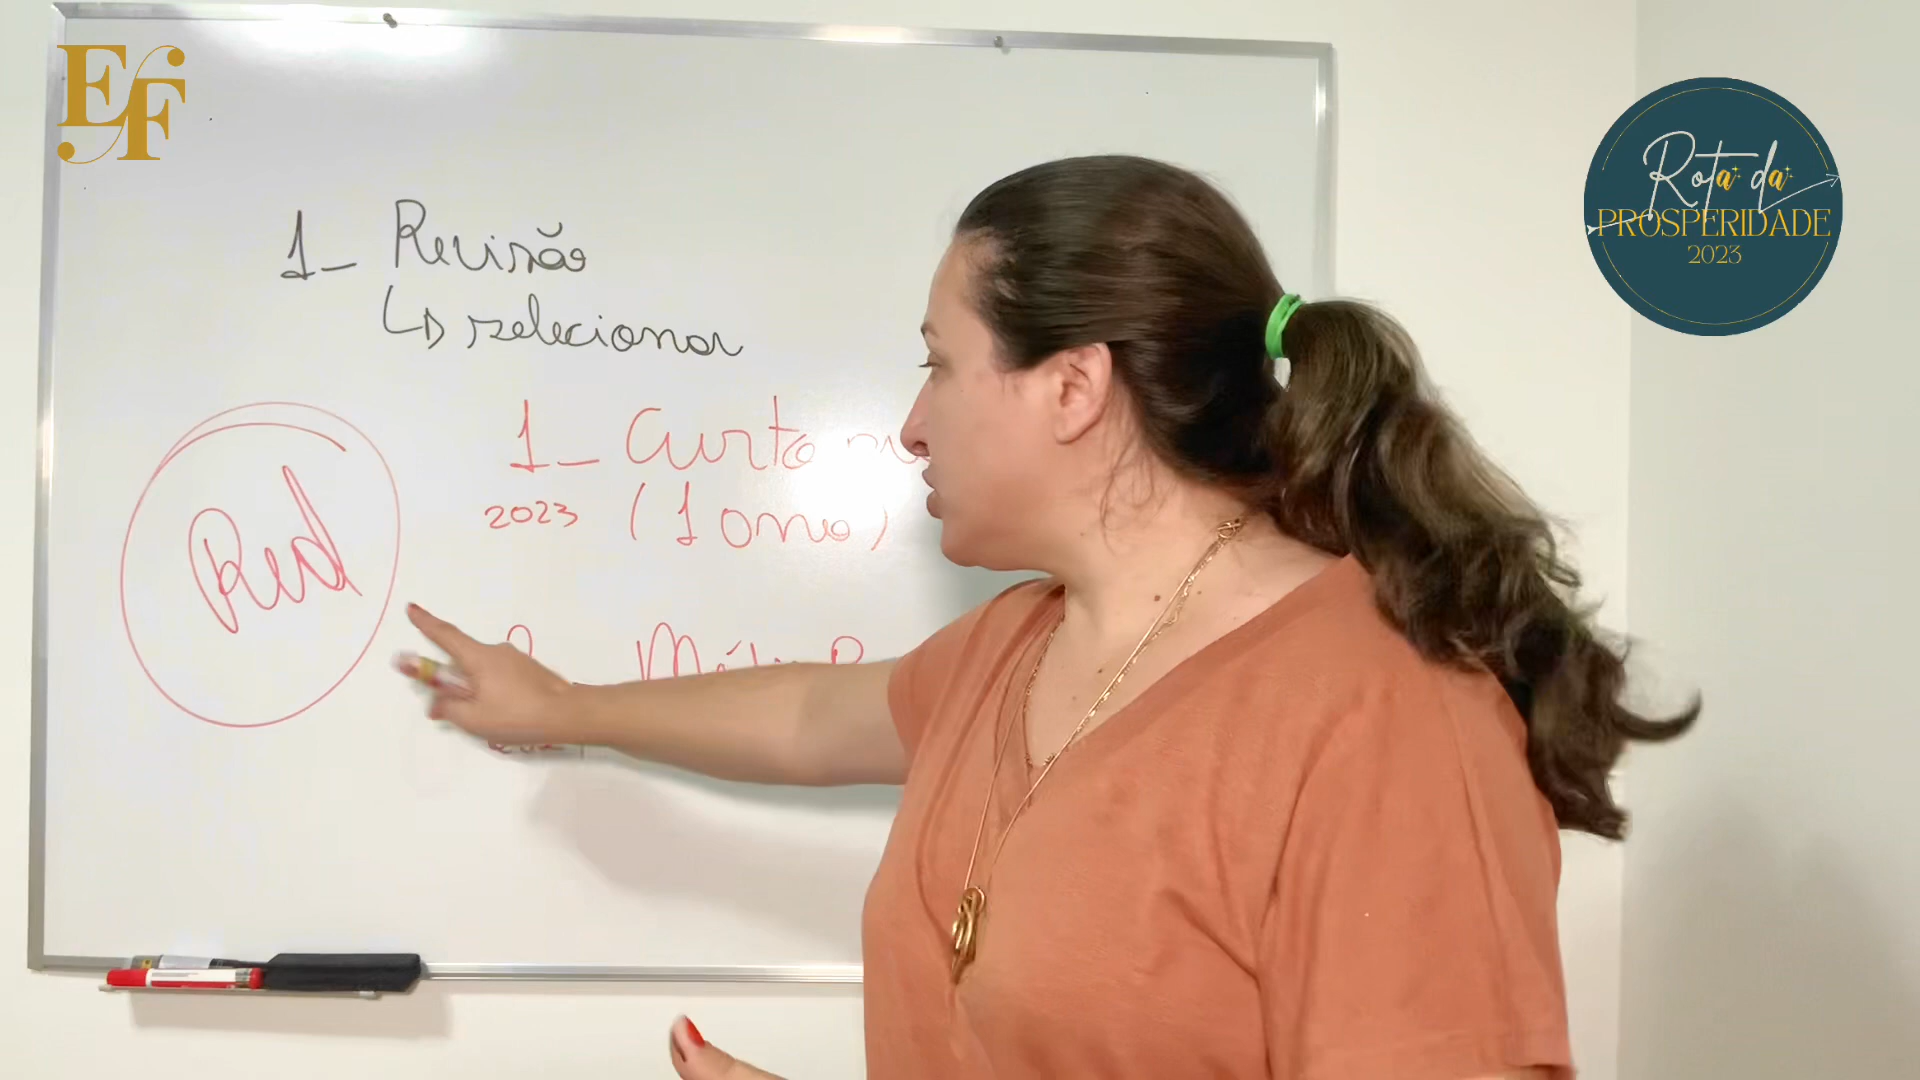 EF
Rota da
PROSPERIDADE
2023
1_ Revisão
↳ selecionar
1_ Curto
2023 (1 ano)
Red